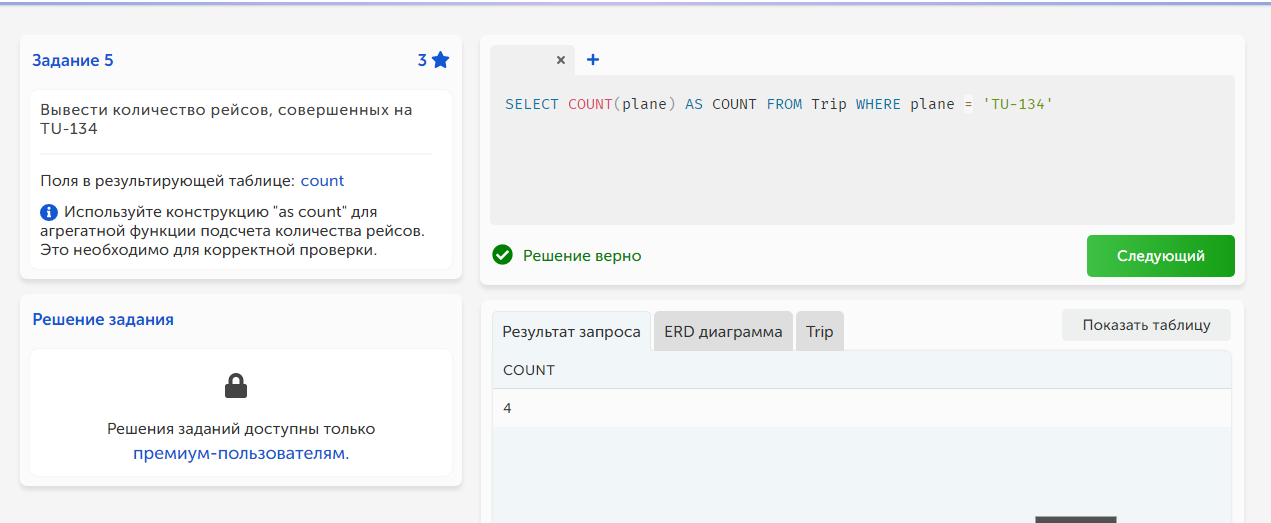 Задание 5
3
Вывести количество рейсов, совершенных на
TU-134
Поля в результирующей таблице: count
Используйте конструкцию "as count" для
агрегатной функции подсчета количества рейсов.
Это необходимо для корректной проверки.
Решение задания
Решения заданий доступны только
премиум-пользователям.
× +
SELECT COUNT(plane) AS COUNT FROM Trip WHERE plane = 'TU-134'
Решение верно
Следующий
Результат запроса
ERD диаграмма
Trip
Показать таблицу
COUNT
4